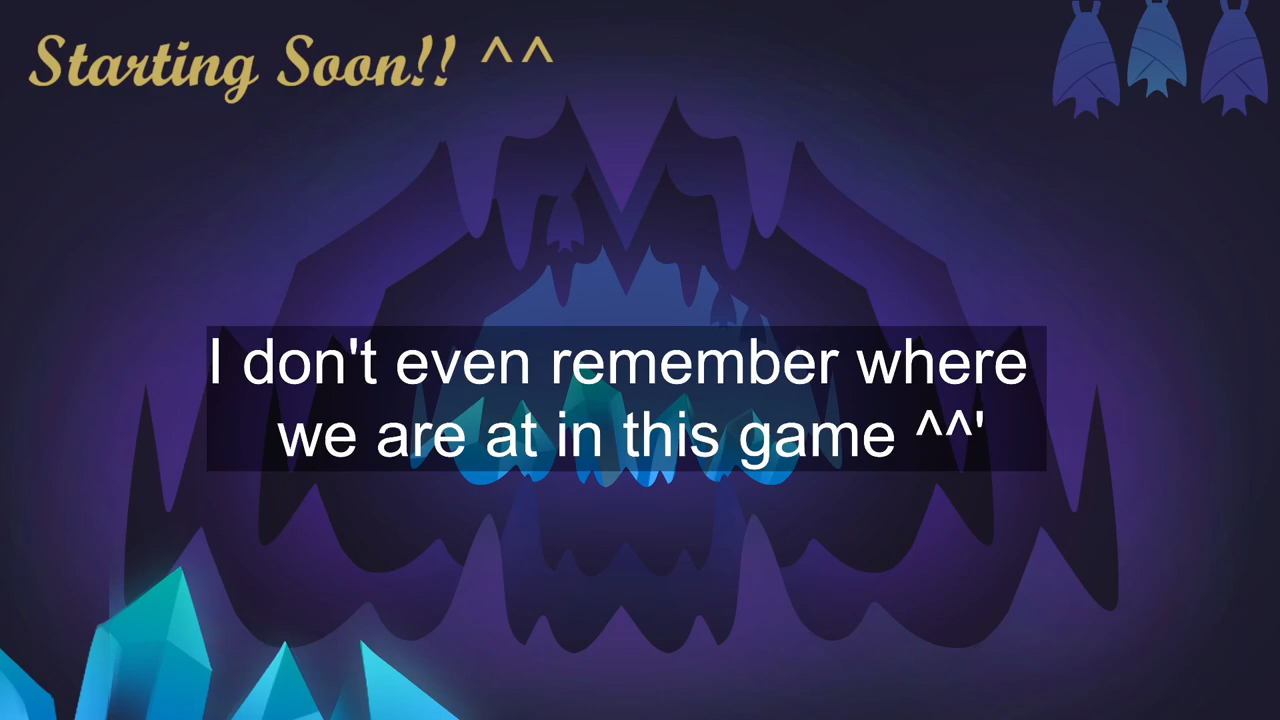 Starting Soon!! ^^
I don't even remember where
we are at in this game ^^'